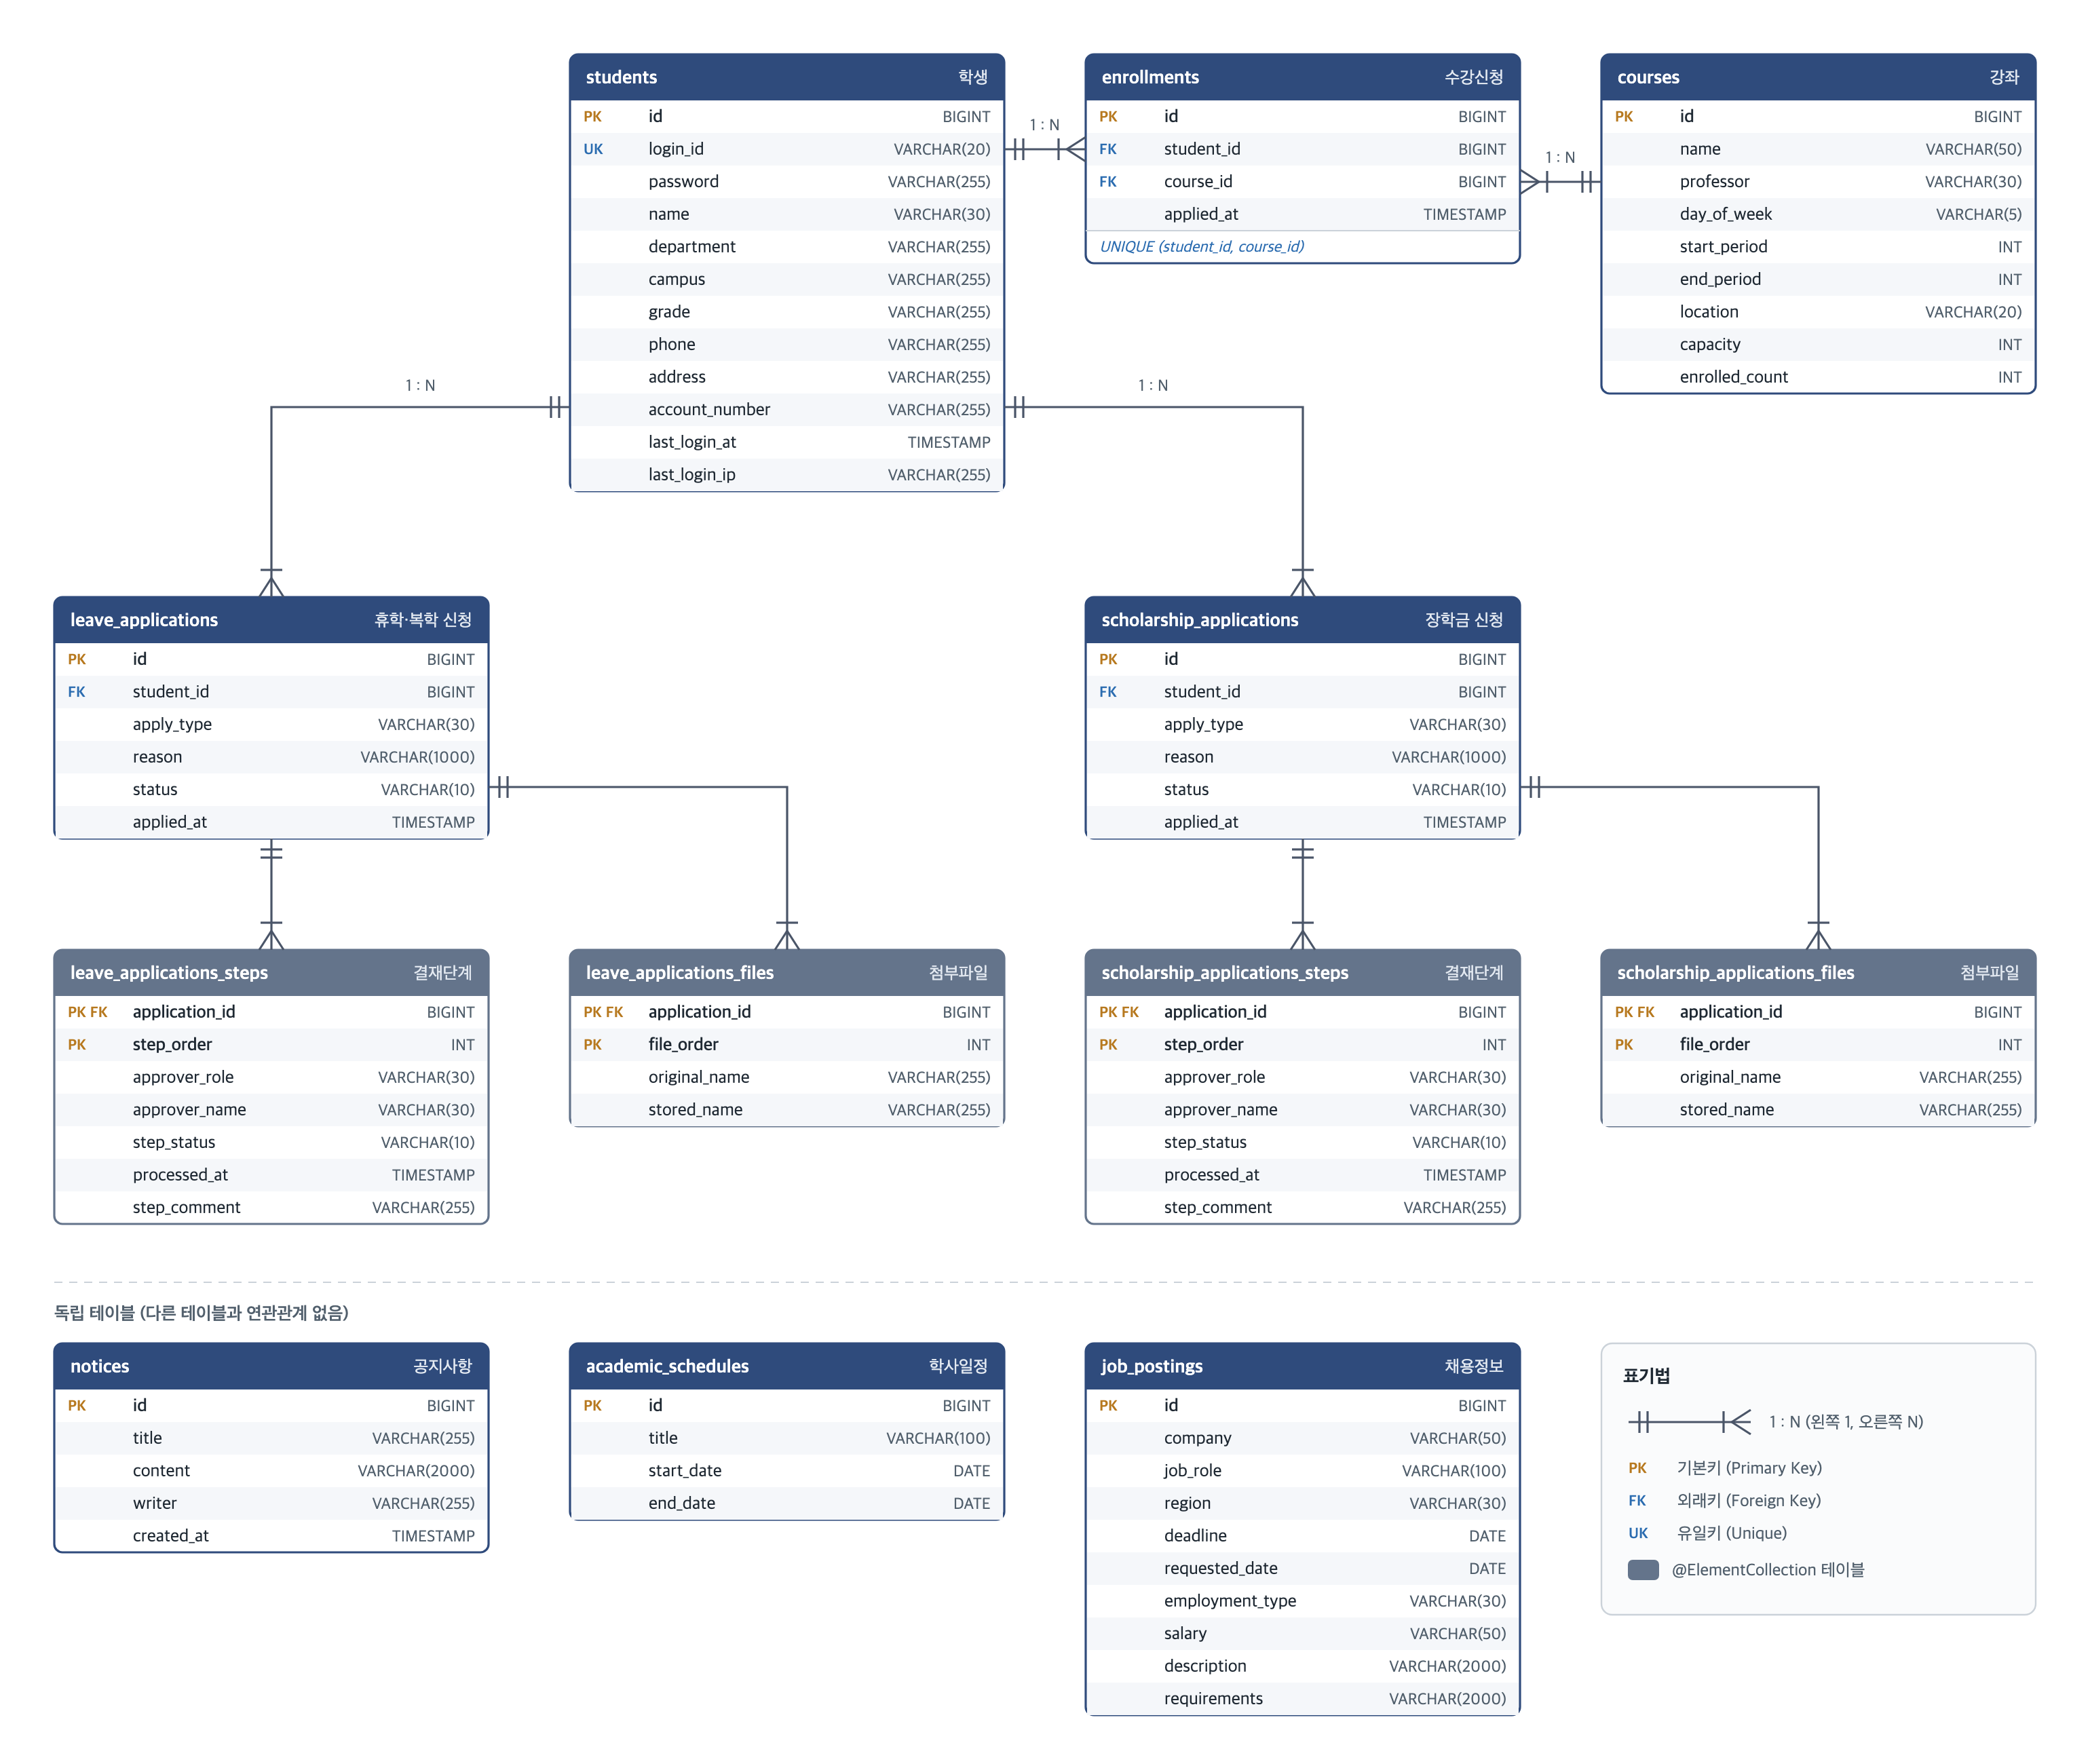 students 학생
PK id BIGINT
UK login_id VARCHAR(20)
password VARCHAR(255)
name VARCHAR(30)
department VARCHAR(255)
campus VARCHAR(255)
grade VARCHAR(255)
phone VARCHAR(255)
address VARCHAR(255)
account_number VARCHAR(255)
last_login_at TIMESTAMP
last_login_ip VARCHAR(255)
1 : N
enrollments 수강신청
PK id BIGINT
FK student_id BIGINT
FK course_id BIGINT
applied_at TIMESTAMP
UNIQUE (student_id, course_id)
1 : N
courses 강좌
PK id BIGINT
name VARCHAR(50)
professor VARCHAR(30)
day_of_week VARCHAR(5)
start_period INT
end_period INT
location VARCHAR(20)
capacity INT
enrolled_count INT
1 : N
1 : N
leave_applications 휴학·복학 신청
PK id BIGINT
FK student_id BIGINT
apply_type VARCHAR(30)
reason VARCHAR(1000)
status VARCHAR(10)
applied_at TIMESTAMP
scholarship_applications 장학금 신청
PK id BIGINT
FK student_id BIGINT
apply_type VARCHAR(30)
reason VARCHAR(1000)
status VARCHAR(10)
applied_at TIMESTAMP
leave_applications_steps 결재단계
PK FK application_id BIGINT
PK step_order INT
approver_role VARCHAR(30)
approver_name VARCHAR(30)
step_status VARCHAR(10)
processed_at TIMESTAMP
step_comment VARCHAR(255)
leave_applications_files 첨부파일
PK FK application_id BIGINT
PK file_order INT
original_name VARCHAR(255)
stored_name VARCHAR(255)
scholarship_applications_steps 결재단계
PK FK application_id BIGINT
PK step_order INT
approver_role VARCHAR(30)
approver_name VARCHAR(30)
step_status VARCHAR(10)
processed_at TIMESTAMP
step_comment VARCHAR(255)
scholarship_applications_files 첨부파일
PK FK application_id BIGINT
PK file_order INT
original_name VARCHAR(255)
stored_name VARCHAR(255)
독립 테이블 (다른 테이블과 연관관계 없음)
notices 공지사항
PK id BIGINT
title VARCHAR(255)
content VARCHAR(2000)
writer VARCHAR(255)
created_at TIMESTAMP
academic_schedules 학사일정
PK id BIGINT
title VARCHAR(100)
start_date DATE
end_date DATE
job_postings 채용정보
PK id BIGINT
company VARCHAR(50)
job_role VARCHAR(100)
region VARCHAR(30)
deadline DATE
requested_date DATE
employment_type VARCHAR(30)
salary VARCHAR(50)
description VARCHAR(2000)
requirements VARCHAR(2000)
표기법
1 : N (왼쪽 1, 오른쪽 N)
PK 기본키 (Primary Key)
FK 외래키 (Foreign Key)
UK 유일키 (Unique)
@ElementCollection 테이블